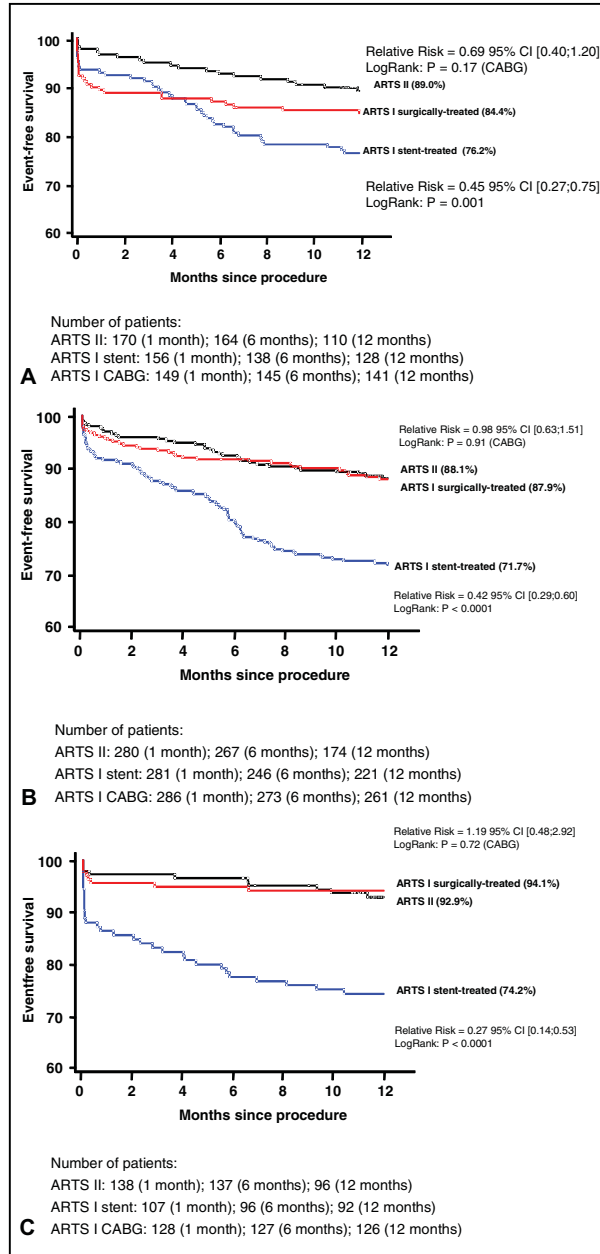 100
90
80
70
60
Event-free survival
0 2 4 6 8 10 12
Months since procedure
Relative Risk = 0.69 95% CI [0.40;1.20]
LogRank: P = 0.17 (CABG)
ARTS II (89.0%)
ARTS I surgically-treated (84.4%)
ARTS I stent-treated (76.2%)
Relative Risk = 0.45 95% CI [0.27;0.75]
LogRank: P = 0.001
Number of patients:
ARTS II: 170 (1 month); 164 (6 months); 110 (12 months)
ARTS I stent: 156 (1 month); 138 (6 months); 128 (12 months)
A ARTS I CABG: 149 (1 month); 145 (6 months); 141 (12 months)
100
90
80
70
60
Event-free survival
0 2 4 6 8 10 12
Months since procedure
Relative Risk = 0.98 95% CI [0.63;1.51]
LogRank: P = 0.91 (CABG)
ARTS II (88.1%)
ARTS I surgically-treated (87.9%)
ARTS I stent-treated (71.7%)
Relative Risk = 0.42 95% CI [0.29;0.60]
LogRank: P < 0.0001
Number of patients:
ARTS II: 280 (1 month); 267 (6 months); 174 (12 months)
ARTS I stent: 281 (1 month); 246 (6 months); 221 (12 months)
B ARTS I CABG: 286 (1 month); 273 (6 months); 261 (12 months)
100
90
80
70
60
Eventfree survival
0 2 4 6 8 10 12
Months since procedure
Relative Risk = 1.19 95% CI [0.48;2.92]
LogRank: P = 0.72 (CABG)
ARTS I surgically-treated (94.1%)
ARTS II (92.9%)
ARTS I stent-treated (74.2%)
Relative Risk = 0.27 95% CI [0.14;0.53]
LogRank: P < 0.0001
Number of patients:
ARTS II: 138 (1 month); 137 (6 months); 96 (12 months)
ARTS I stent: 107 (1 month); 96 (6 months); 92 (12 months)
C ARTS I CABG: 128 (1 month); 127 (6 months); 126 (12 months)